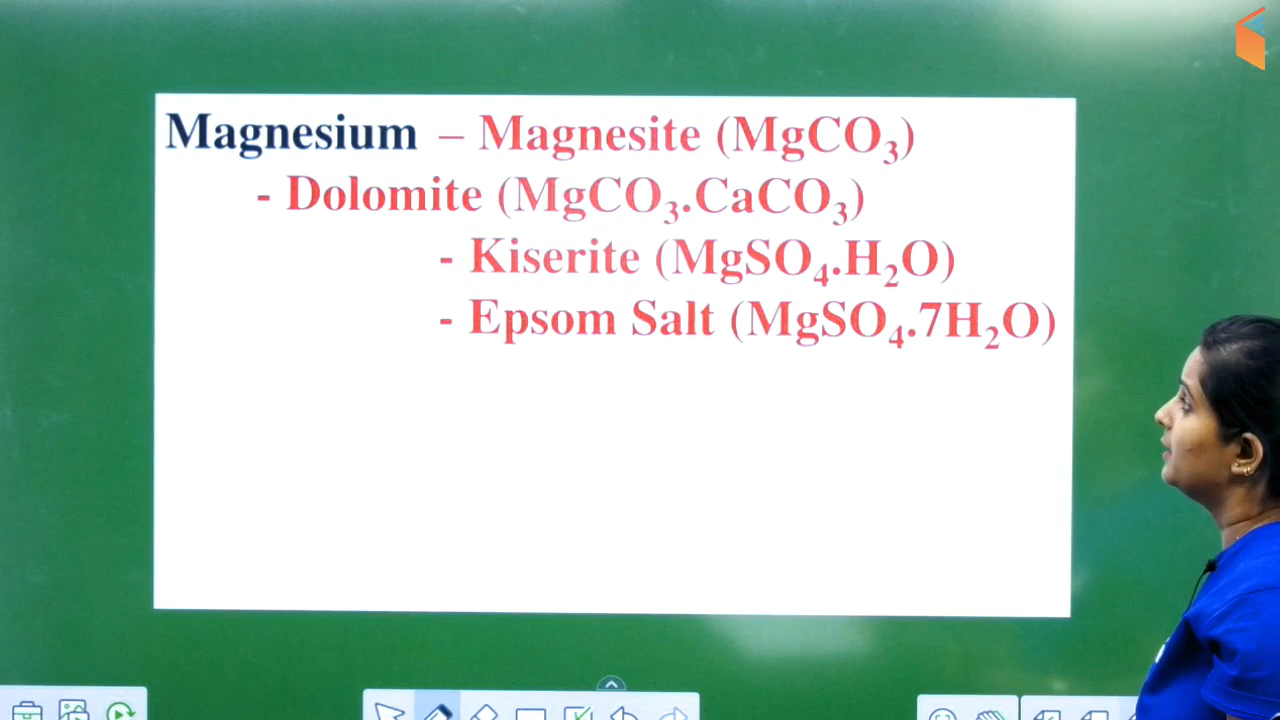 Magnesium – Magnesite (MgCO₃)
- Dolomite (MgCO₃.CaCO₃)
- Kiserite (MgSO₄.H₂O)
- Epsom Salt (MgSO₄.7H₂O)